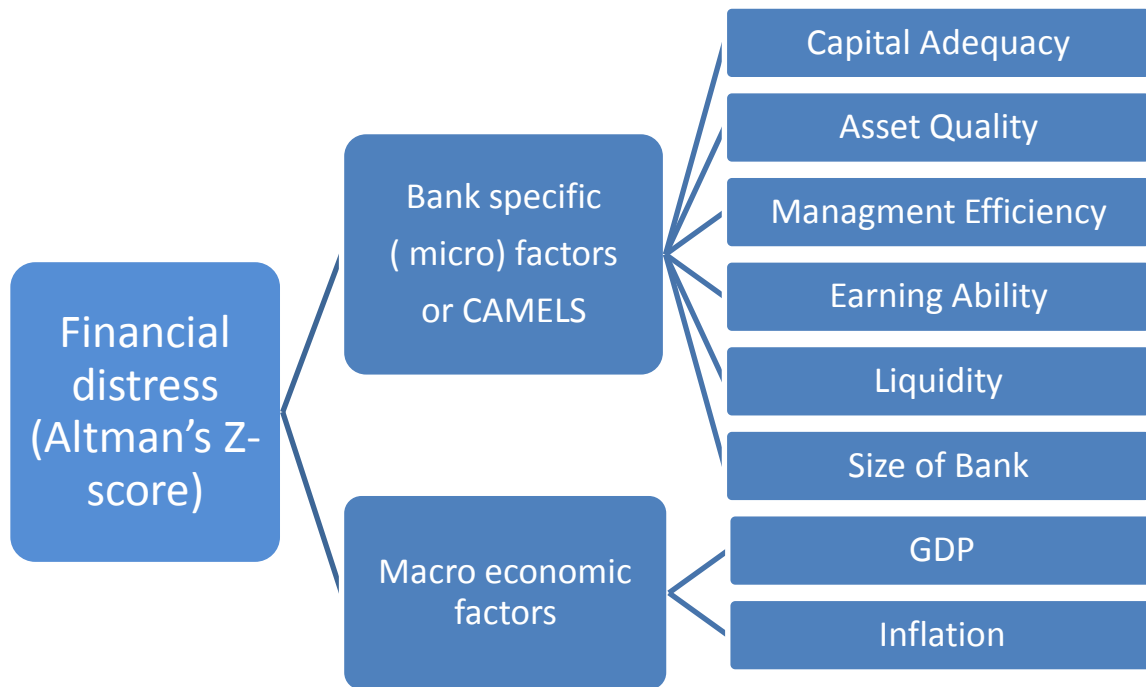 Financial
distress
(Altman’s Z-
score)
Bank specific
( micro) factors
or CAMELS
Macro economic
factors
Capital Adequacy
Asset Quality
Managment Efficiency
Earning Ability
Liquidity
Size of Bank
GDP
Inflation